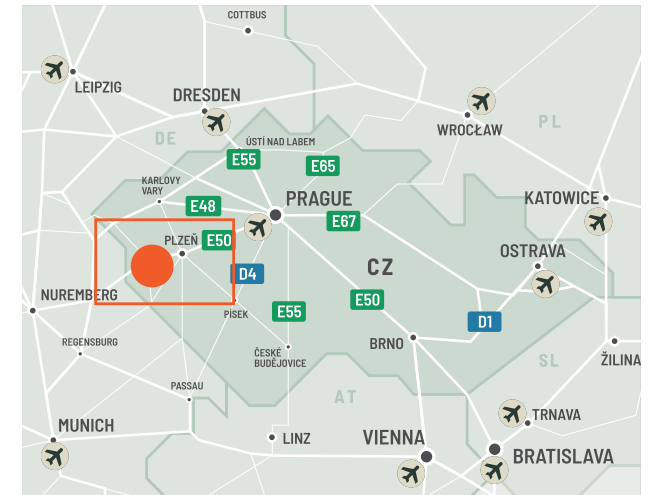 COTTBUS
LEIPZIG
DRESDEN
WROCŁAW
PL
DE
ÚSTÍ NAD LABEM
E55
E65
KARLOVY
VARY
E48
PRAGUE
E67
KATOWICE
PLZEŇ
E50
OSTRAVA
CZ
D4
NUREMBERG
E50
PÍSEK
E55
D1
REGENSBURG
BRNO
ČESKÉ
BUDĚJOVICE
SL
ŽILINA
PASSAU
AT
MUNICH
TRNAVA
LINZ
VIENNA
BRATISLAVA